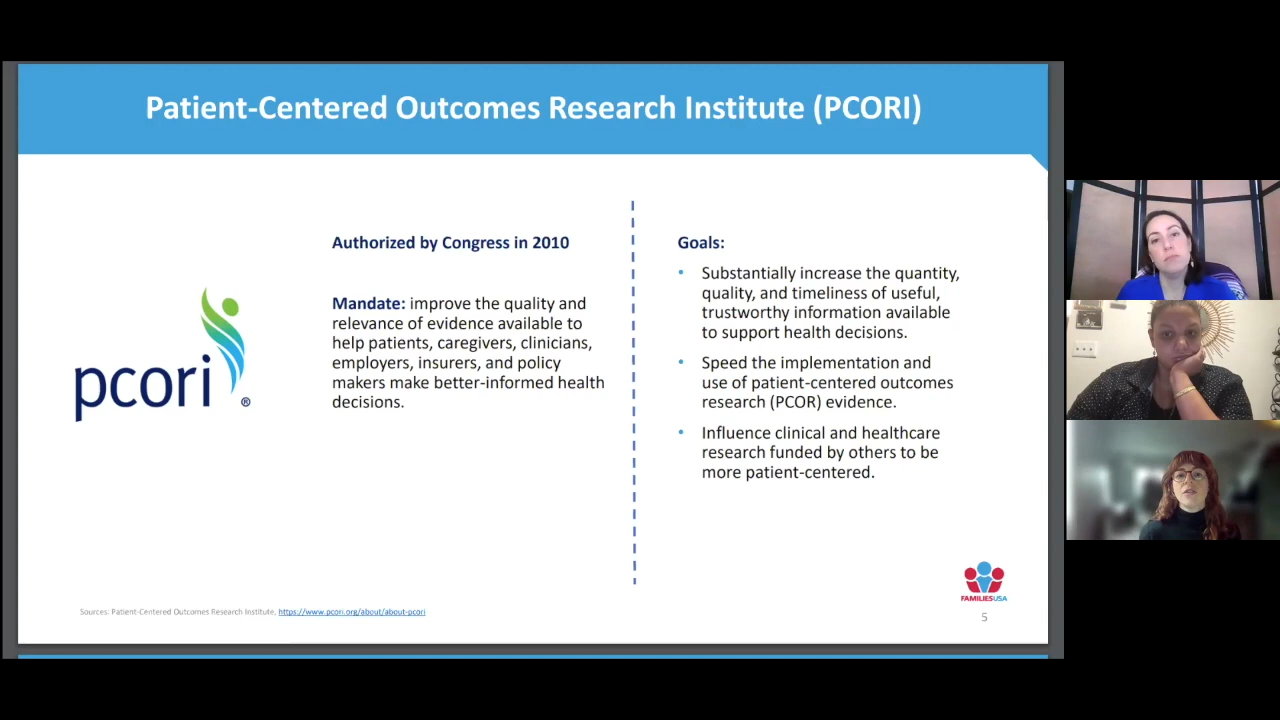 Patient-Centered Outcomes Research Institute (PCORI)
pcori
®
Authorized by Congress in 2010
Mandate: improve the quality and
relevance of evidence available to
help patients, caregivers, clinicians,
employers, insurers, and policy
makers make better-informed health
decisions.
Goals:
• Substantially increase the quantity,
quality, and timeliness of useful,
trustworthy information available
to support health decisions.
• Speed the implementation and
use of patient-centered outcomes
research (PCOR) evidence.
• Influence clinical and healthcare
research funded by others to be
more patient-centered.
Sources: Patient-Centered Outcomes Research Institute, https://www.pcori.org/about/about-pcori
FAMILIESUSA
5